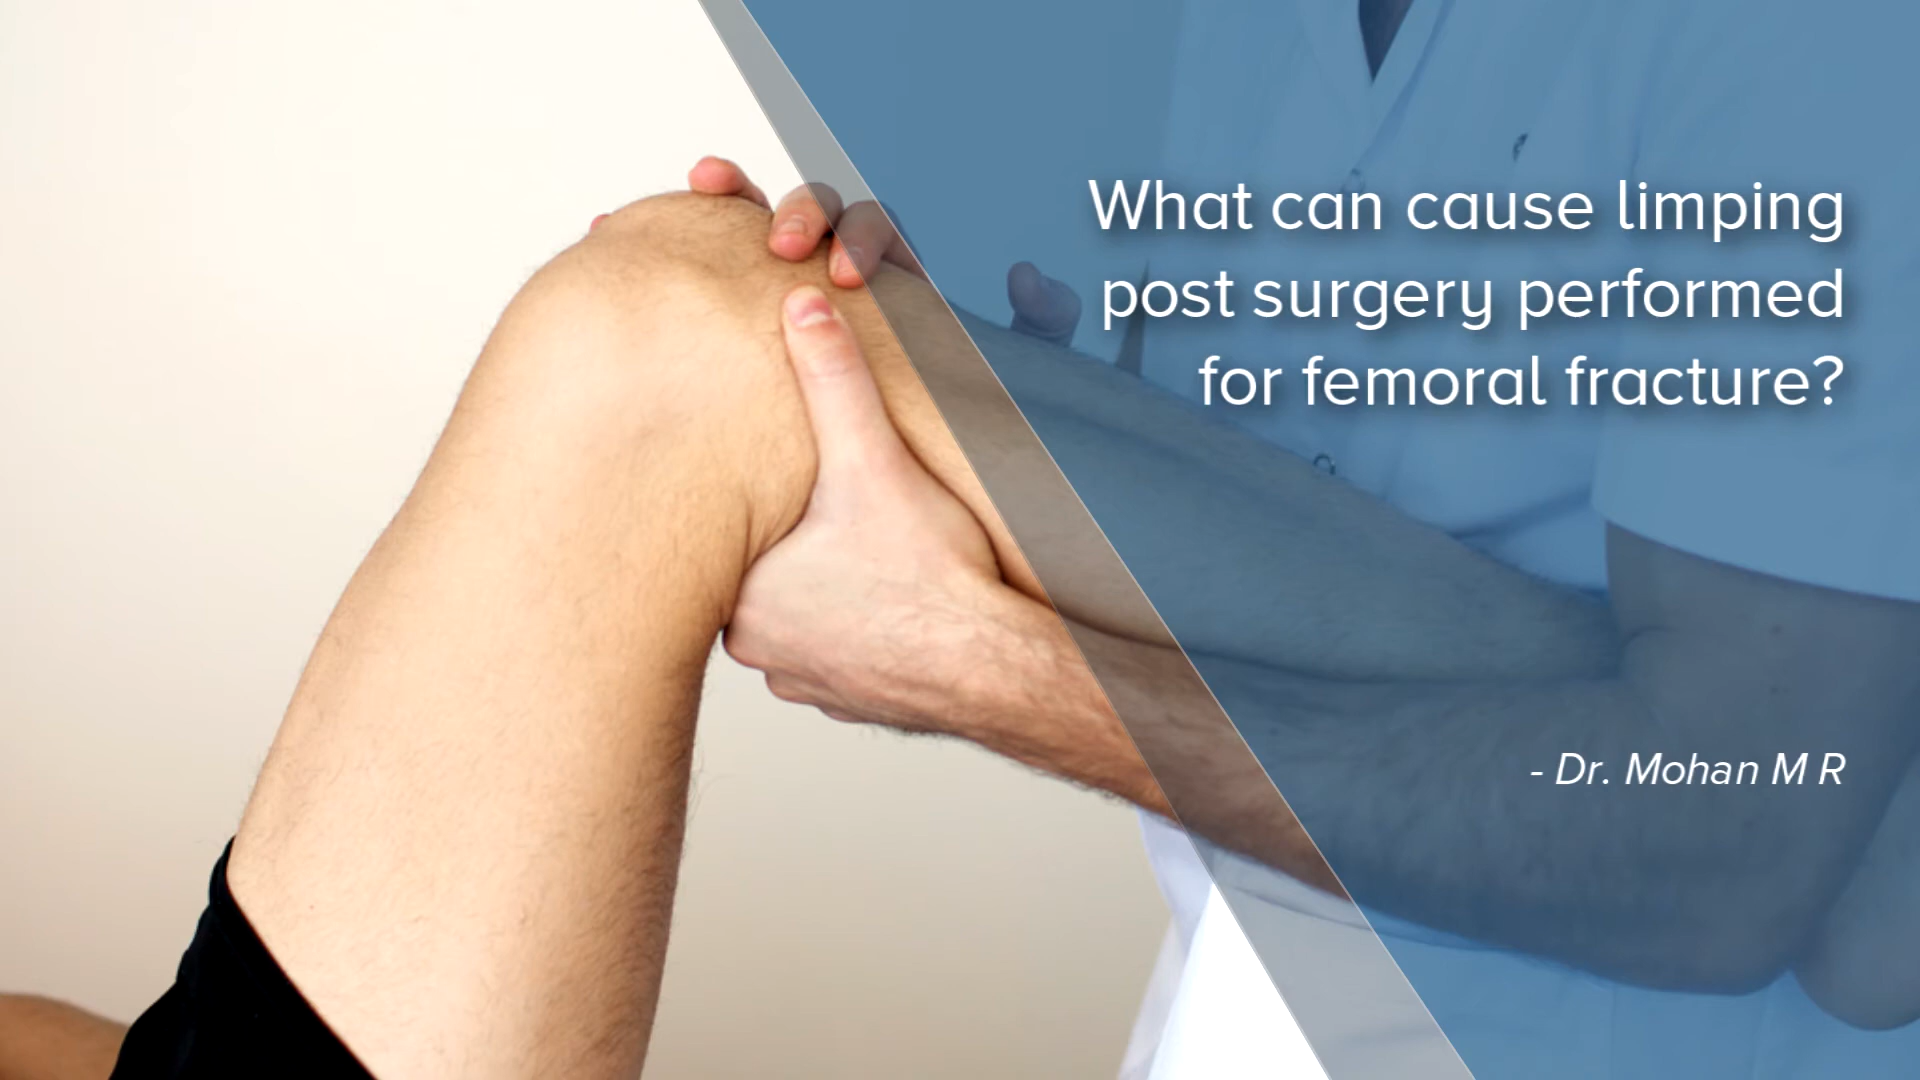 What can cause limping
post surgery performed
for femoral fracture?
- Dr. Mohan M R